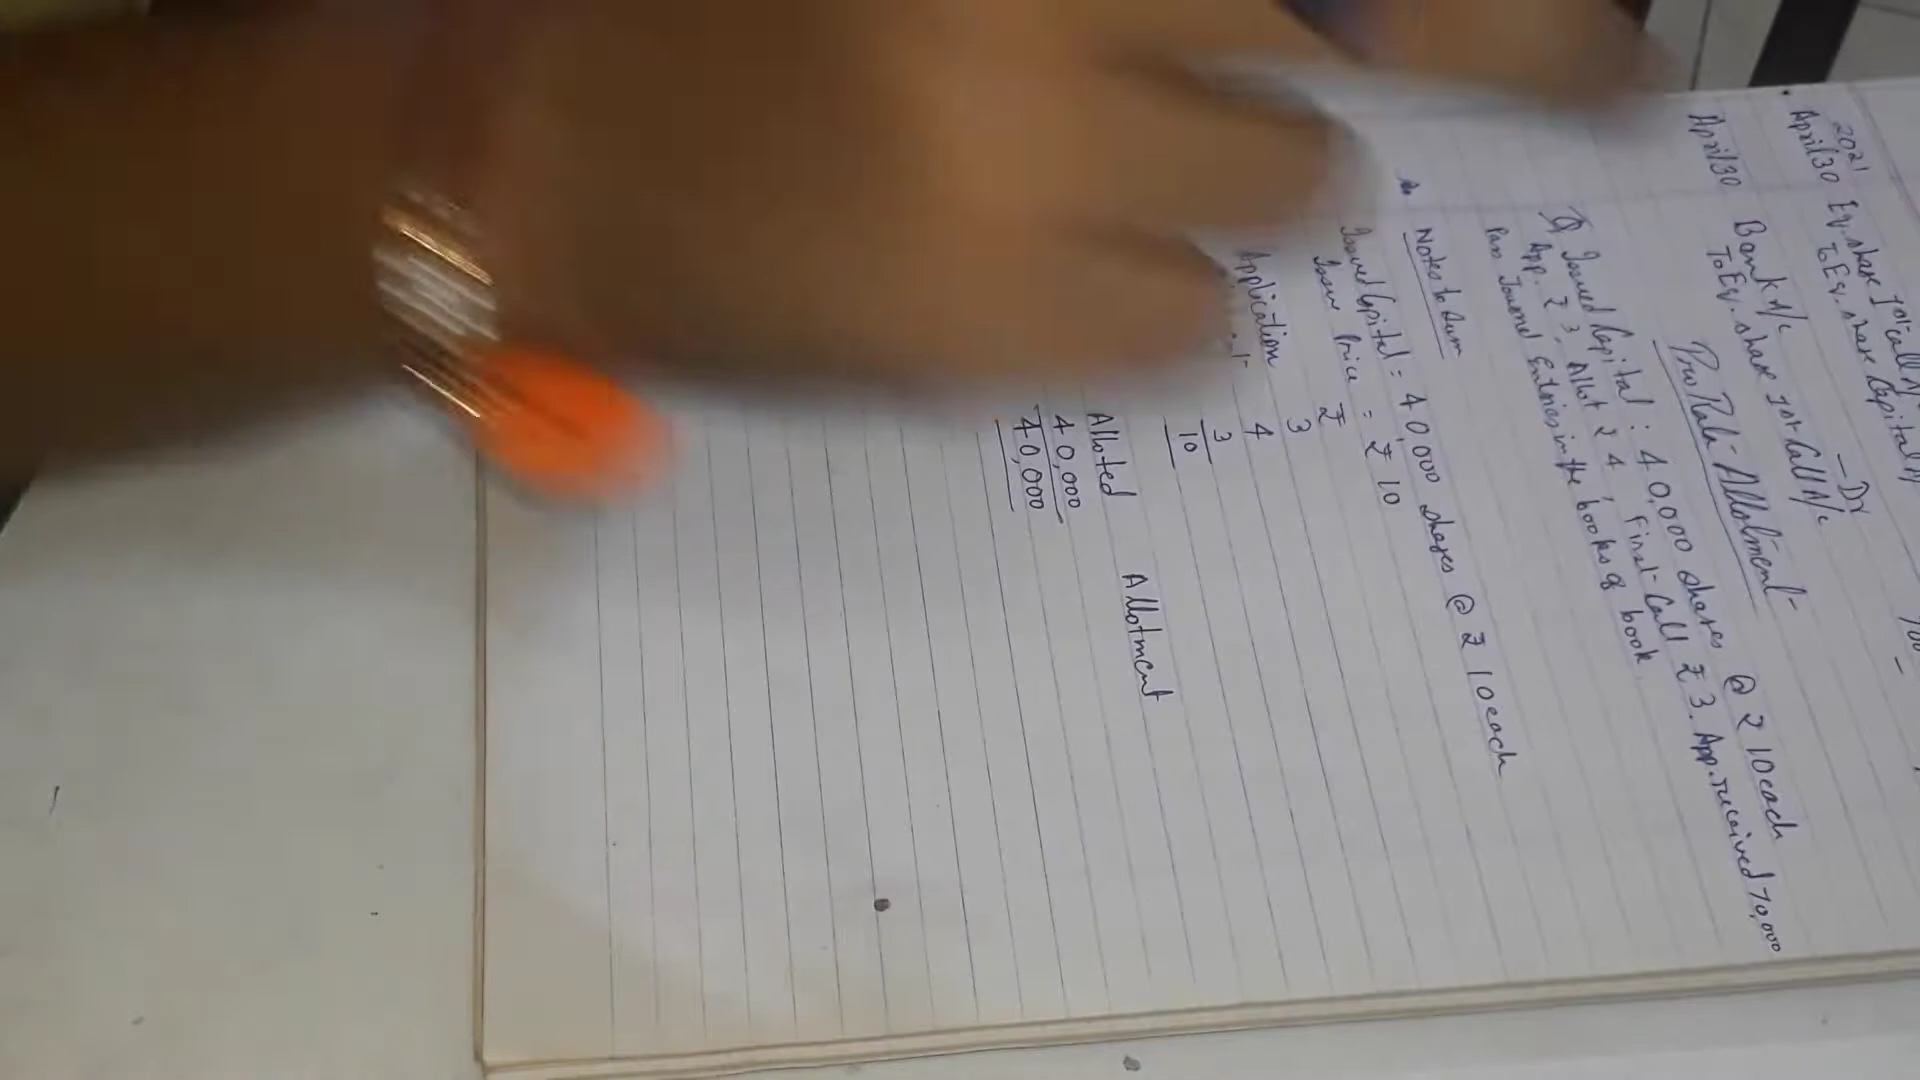 2021
April 30 Eq. share 1st Call A/c - Dr 100
To Eq. share Capital A/c -
April 30 Bank A/c
To Eq. share 1st Call A/c
Pro Rata Allotment
Q Issued Capital : 40,000 shares @ ₹ 10 each
App. ₹ 3, Allot ₹ 4, First Call ₹ 3. App. received 70,000
Pass Journal Entries in the books of book
Notes to Sum
Issued Capital = 40,000 shares @ ₹ 10 each
Issue Price = ₹ 10
₹
Application 3
4
3
10
Allotment
Alloted
40,000
40,000